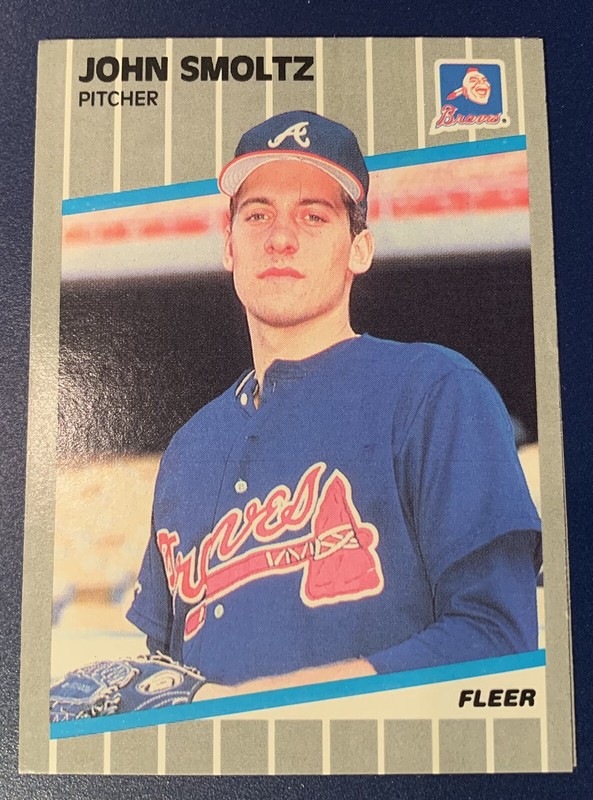 JOHN SMOLTZ
PITCHER
Braves
A
Braves
FLEER